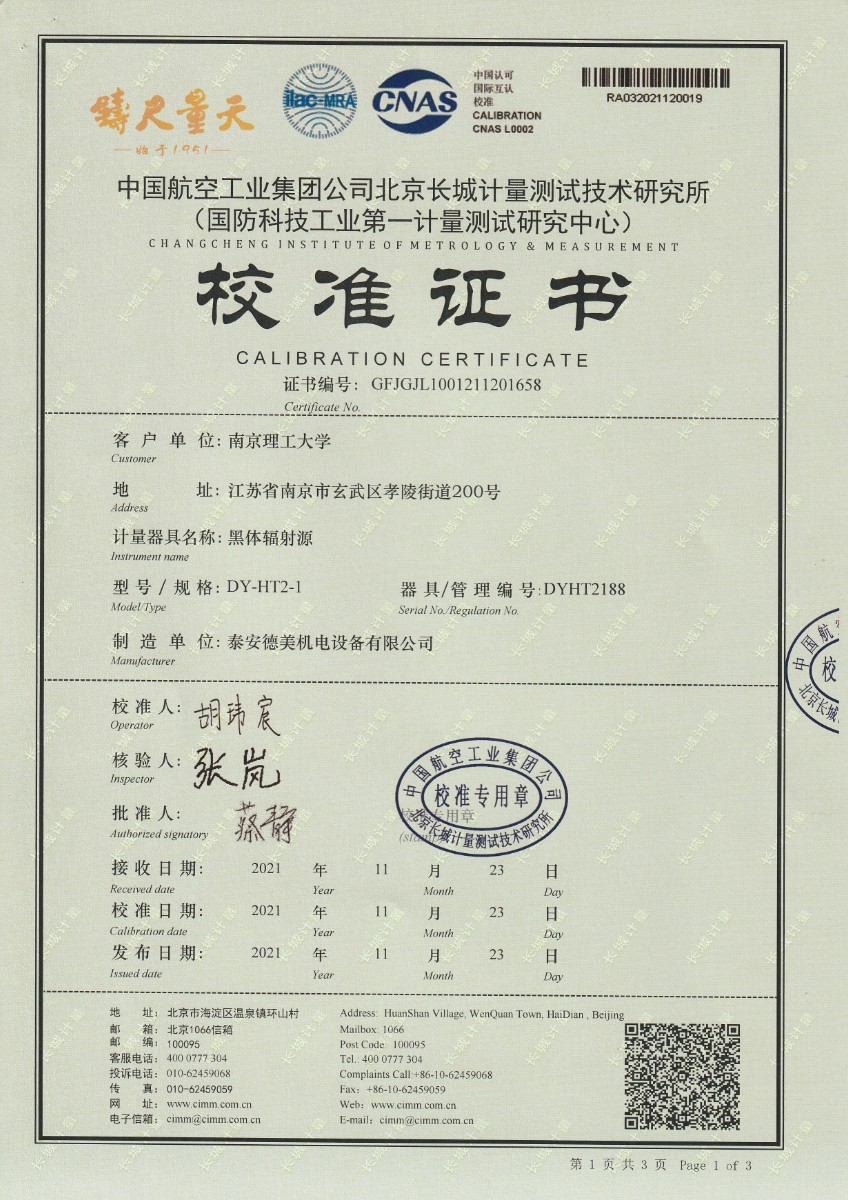 鑄尺量天
始于1951
ilac-MRA
CNAS
中国认可
国际互认
校准
CALIBRATION
CNAS L0002
RA032021120019
中国航空工业集团公司北京长城计量测试技术研究所
（国防科技工业第一计量测试研究中心）
CHANGCHENG INSTITUTE OF METROLOGY & MEASUREMENT
校准证书
CALIBRATION CERTIFICATE
证书编号： GFJGJL1001211201658
Certificate No.
客户单位: 南京理工大学
Customer
地址: 江苏省南京市玄武区孝陵街道200号
Address
计量器具名称: 黑体辐射源
Instrument name
型号/规格: DY-HT2-1 器具/管理编号: DYHT2188
Model/Type Serial No./Regulation No.
制造单位: 泰安德美机电设备有限公司
Manufacturer
校准人: 胡玮宸
Operator
核验人: 张岚
Inspector
批准人: 蔡静
Authorized signatory
中国航空工业集团公司
校准专用章
北京长城计量测试技术研究所
接收日期: 2021 年 11 月 23 日
Received date Year Month Day
校准日期: 2021 年 11 月 23 日
Calibration date Year Month Day
发布日期: 2021 年 11 月 23 日
Issued date Year Month Day
地址: 北京市海淀区温泉镇环山村 Address: HuanShan Village, WenQuan Town, HaiDian , Beijing
邮箱: 北京1066信箱 Mailbox: 1066
邮编: 100095 Post Code: 100095
客服电话: 400 0777 304 Tel.: 400 0777 304
投诉电话: 010-62459068 Complaints Call:+86-10-62459068
传真: 010-62459059 Fax: +86-10-62459059
网址: www.cimm.com.cn Web: www.cimm.com.cn
电子信箱: cimm@cimm.com.cn E-mail: cimm@cimm.com.cn
第 1 页 共 3 页 Page 1 of 3